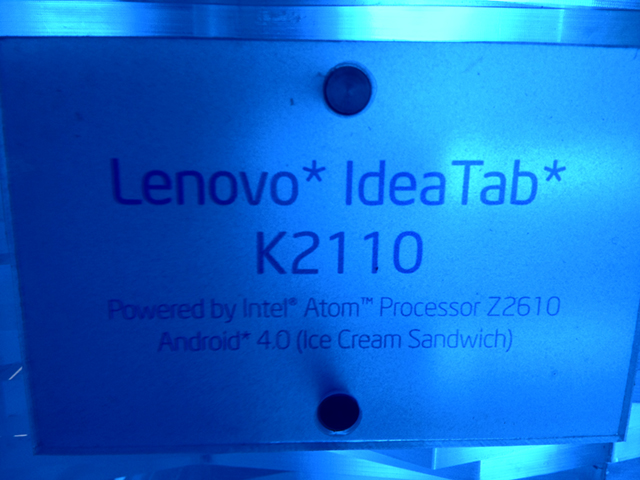 Lenovo* IdeaTab*
K2110
Powered by Intel® Atom™ Processor Z2610
Android* 4.0 (Ice Cream Sandwich)